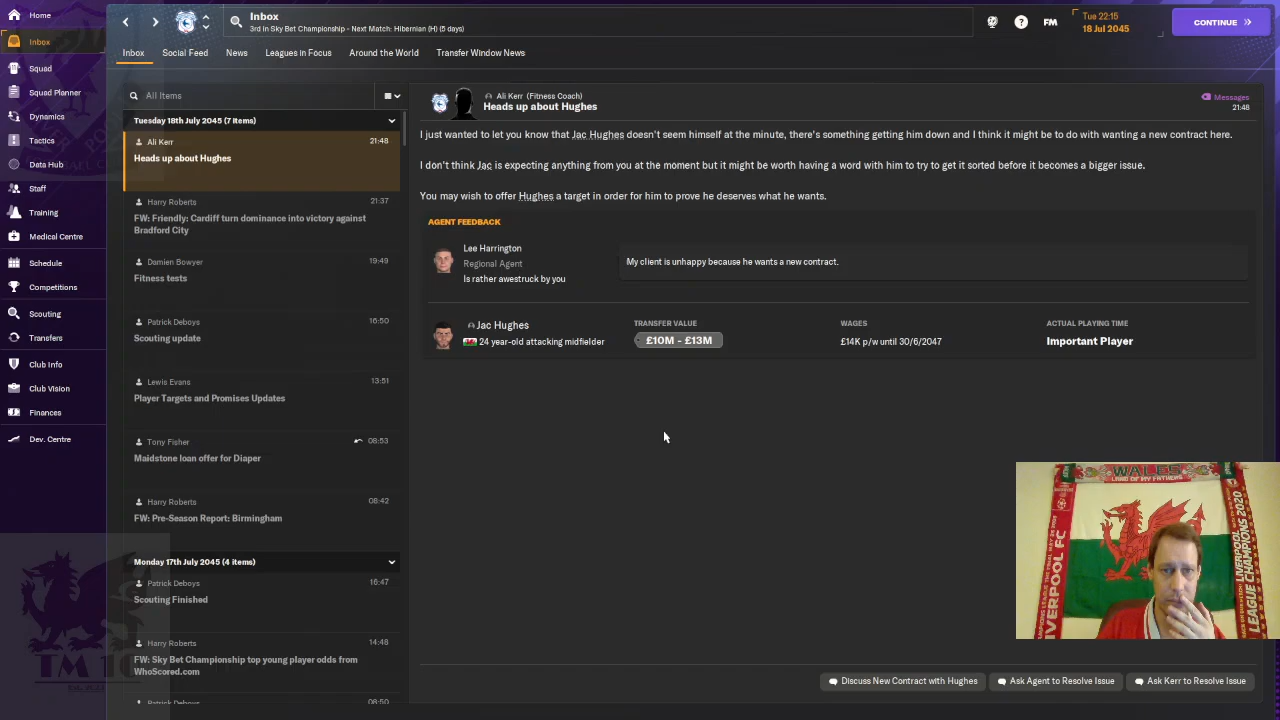 Home
Inbox
Squad
Squad Planner
Dynamics
Tactics
Data Hub
Staff
Training
Medical Centre
Schedule
Competitions
Scouting
Transfers
Club Info
Club Vision
Finances
Dev. Centre
Inbox
3rd in Sky Bet Championship - Next Match: Hibernian (H) (5 days)
FM
Tue 22:15
18 Jul 2045
CONTINUE
Inbox
Social Feed
News
Leagues in Focus
Around the World
Transfer Window News
All Items
Tuesday 18th July 2045 (7 Items)
Ali Kerr 21:48
Heads up about Hughes
Harry Roberts 21:37
FW: Friendly: Cardiff turn dominance into victory against
Bradford City
Damien Bowyer 19:49
Fitness tests
Patrick Deboys 16:50
Scouting update
Lewis Evans 13:51
Player Targets and Promises Updates
Tony Fisher 08:53
Maidstone loan offer for Diaper
Harry Roberts 08:42
FW: Pre-Season Report: Birmingham
Monday 17th July 2045 (4 items)
Patrick Deboys 16:47
Scouting Finished
Harry Roberts 14:48
FW: Sky Bet Championship top young player odds from
WhoScored.com
Patrick Deboys 08:50
Ali Kerr (Fitness Coach)
Heads up about Hughes
Messages
21:48
I just wanted to let you know that Jac Hughes doesn't seem himself at the minute, there's something getting him down and I think it might be to do with wanting a new contract here.
I don't think Jac is expecting anything from you at the moment but it might be worth having a word with him to try to get it sorted before it becomes a bigger issue.
You may wish to offer Hughes a target in order for him to prove he deserves what he wants.
AGENT FEEDBACK
Lee Harrington
Regional Agent
Is rather awestruck by you
My client is unhappy because he wants a new contract.
Jac Hughes
24 year-old attacking midfielder
TRANSFER VALUE
£10M - £13M
WAGES
£14K p/w until 30/6/2047
ACTUAL PLAYING TIME
Important Player
Discuss New Contract with Hughes
Ask Agent to Resolve Issue
Ask Kerr to Resolve Issue
WALES
LAND OF MY FATHERS
LIVERPOOL FC
LIVERPOOL
LEAGUE CHAMPIONS 2020